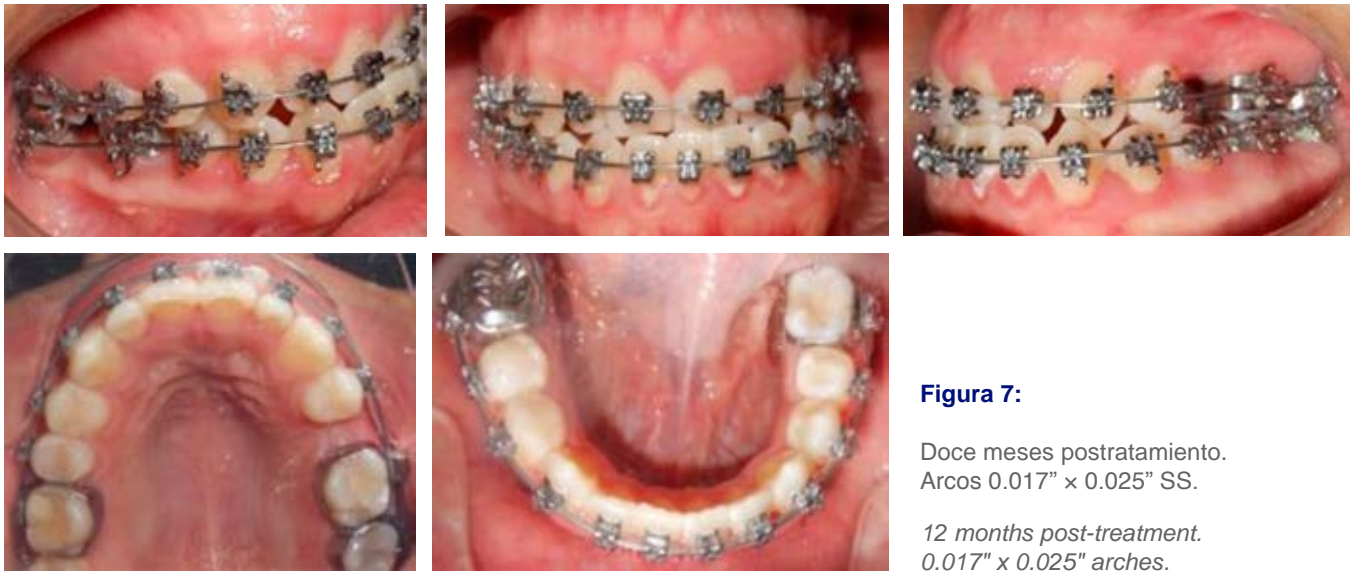 Figura 7:
Doce meses postratamiento.
Arcos 0.017” × 0.025” SS.
12 months post-treatment.
0.017" x 0.025" arches.